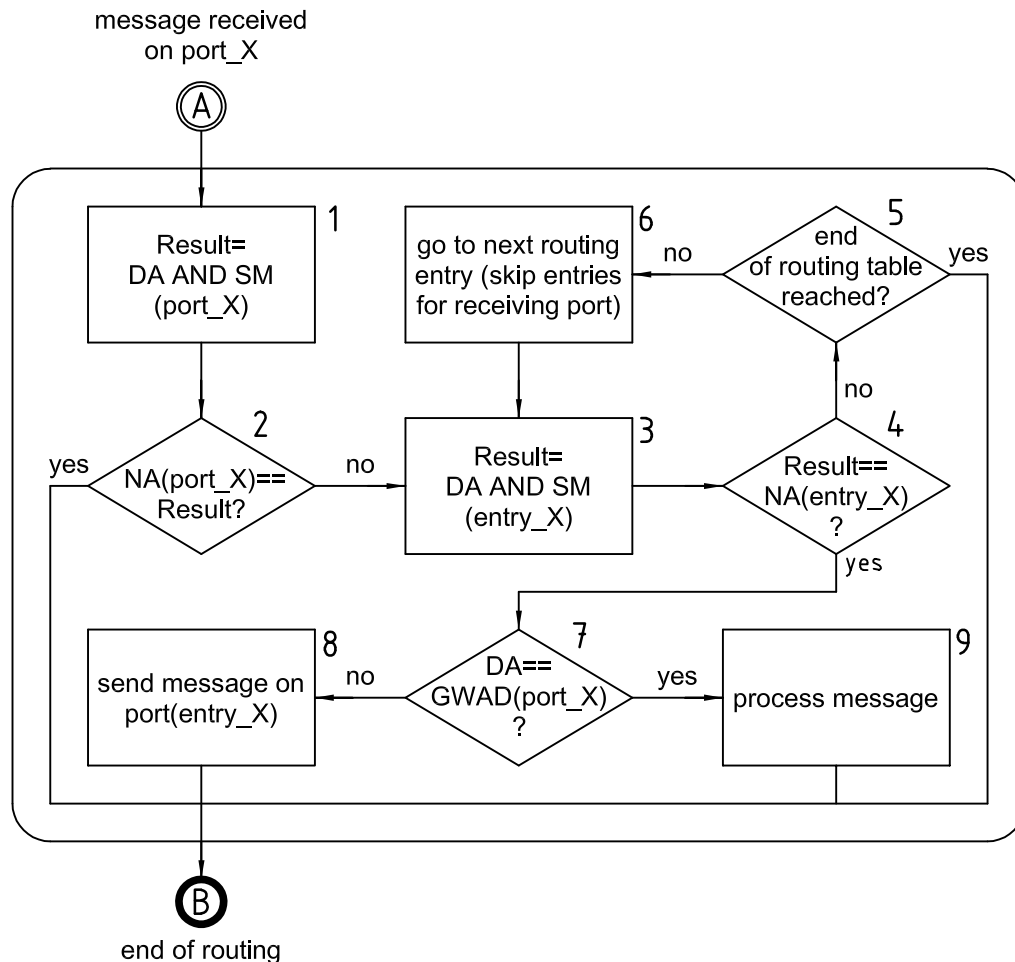 message received
on port_X
A
1
Result=
DA AND SM
(port_X)
6
go to next routing
entry (skip entries
for receiving port)
no
5
end
of routing table
reached?
yes
no
2
yes
NA(port_X)==
Result?
no
3
Result=
DA AND SM
(entry_X)
4
Result==
NA(entry_X)
?
yes
8
send message on
port(entry_X)
no
7
DA==
GWAD(port_X)
?
yes
9
process message
B
end of routing